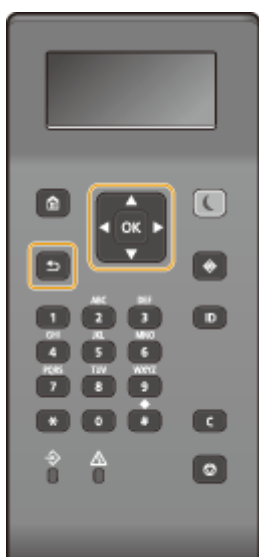 OK
ABC DEF
1 2 3 ID
GHI JKL MNO
4 5 6
PQRS TUV WXYZ
7 8 9
* 0 # C